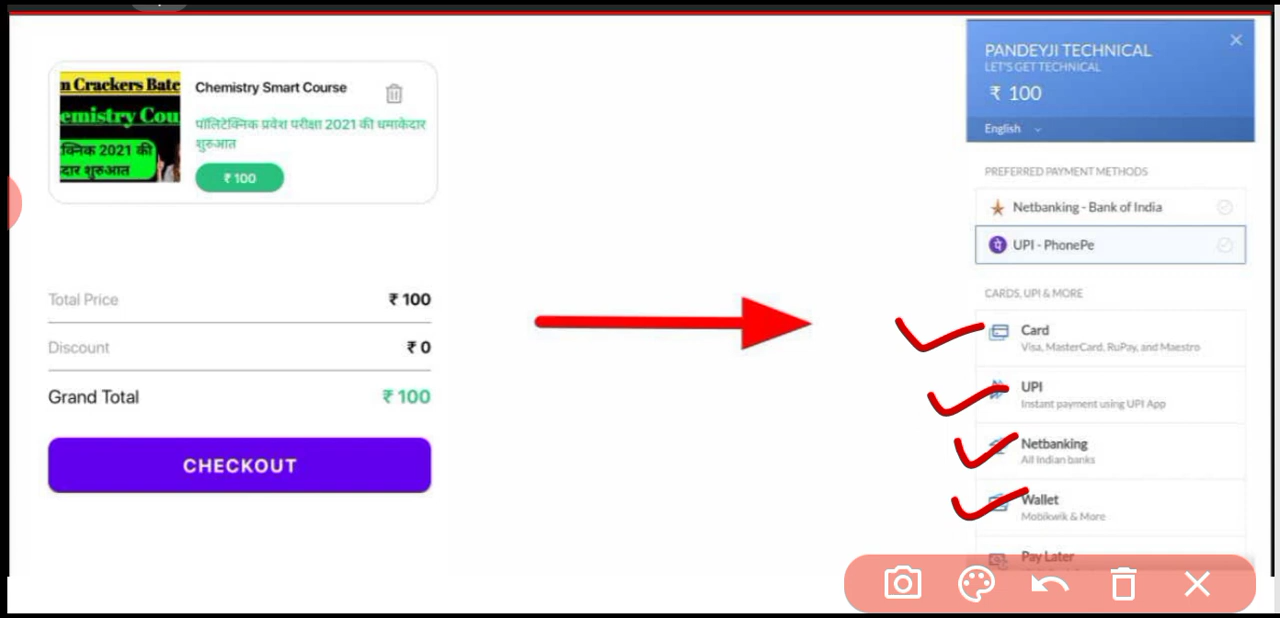 n Crackers Batc
emistry Cou
क्निक 2021 की
दार शुरुआत
Chemistry Smart Course
पॉलिटेक्निक प्रवेश परीक्षा 2021 की धमाकेदार
शुरुआत
₹ 100
Total Price ₹ 100
Discount ₹ 0
Grand Total ₹ 100
CHECKOUT
PANDEYJI TECHNICAL
LET'S GET TECHNICAL
₹ 100
English
PREFERRED PAYMENT METHODS
Netbanking - Bank of India
पे UPI - PhonePe
CARDS, UPI & MORE
Card
Visa, MasterCard, RuPay, and Maestro
UPI
Instant payment using UPI App
Netbanking
All Indian banks
Wallet
Mobikwik & More
Pay Later